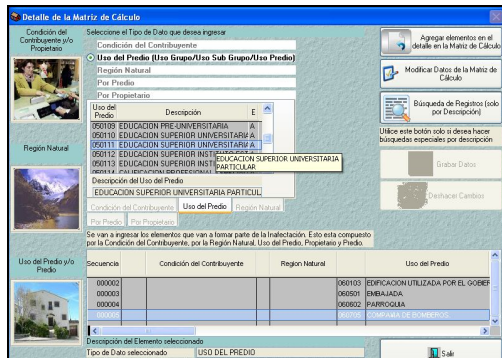 Detalle de la Matriz de Cálculo
Condición del Contribuyente y/o Propietario
Seleccione el Tipo de Dato que desea ingresar
Condición del Contribuyente
Uso del Predio (Uso Grupo/Uso Sub Grupo/Uso Predio)
Región Natural
Por Predio
Por Propietario
Agregar elementos en el detalle en la Matriz de Cálculo
Modificar Datos de la Matriz de Cálculo
Búsqueda de Registros (solo por Descripción)
Utilice este botón solo si desea hacer búsquedas especiales por descripción
Grabar Datos
Deshacer Cambios
Uso del Predio Descripción E
050109 EDUCACION PRE-UNIVERSITARIA A
050110 EDUCACION SUPERIOR UNIVERSITARIA A
050111 EDUCACION SUPERIOR UNIVERSITARIA A
050112 EDUCACION SUPERIOR
050113 EDUCACION SUPERIOR
EDUCACION SUPERIOR UNIVERSITARIA PARTICULAR
Región Natural
Descripción del Uso del Predio
EDUCACION SUPERIOR UNIVERSITARIA PARTICUL
Condición del Contribuyente Uso del Predio Región Natural
Por Predio Por Propietario
Se van a ingresar los elementos que van a formar parte de la Inafectación. Esto esta compuesto
por la Condición del Contribuyente, por la Región Natural, Uso del Predio, Propietario y Predio.
Uso del Predio y/o Predio
Secuencia Condición del Contribuyente Region Natural Uso del Predio
000002 060103 EDIFICACION UTILIZADA POR EL GOBIER
000003 060501 EMBAJADA
000004 060602 PARROQUIA
000005 060705 COMPAÑIA DE BOMBEROS
Descripción del Elemento seleccionado
Tipo de Dato seleccionado USO DEL PREDIO
Salir